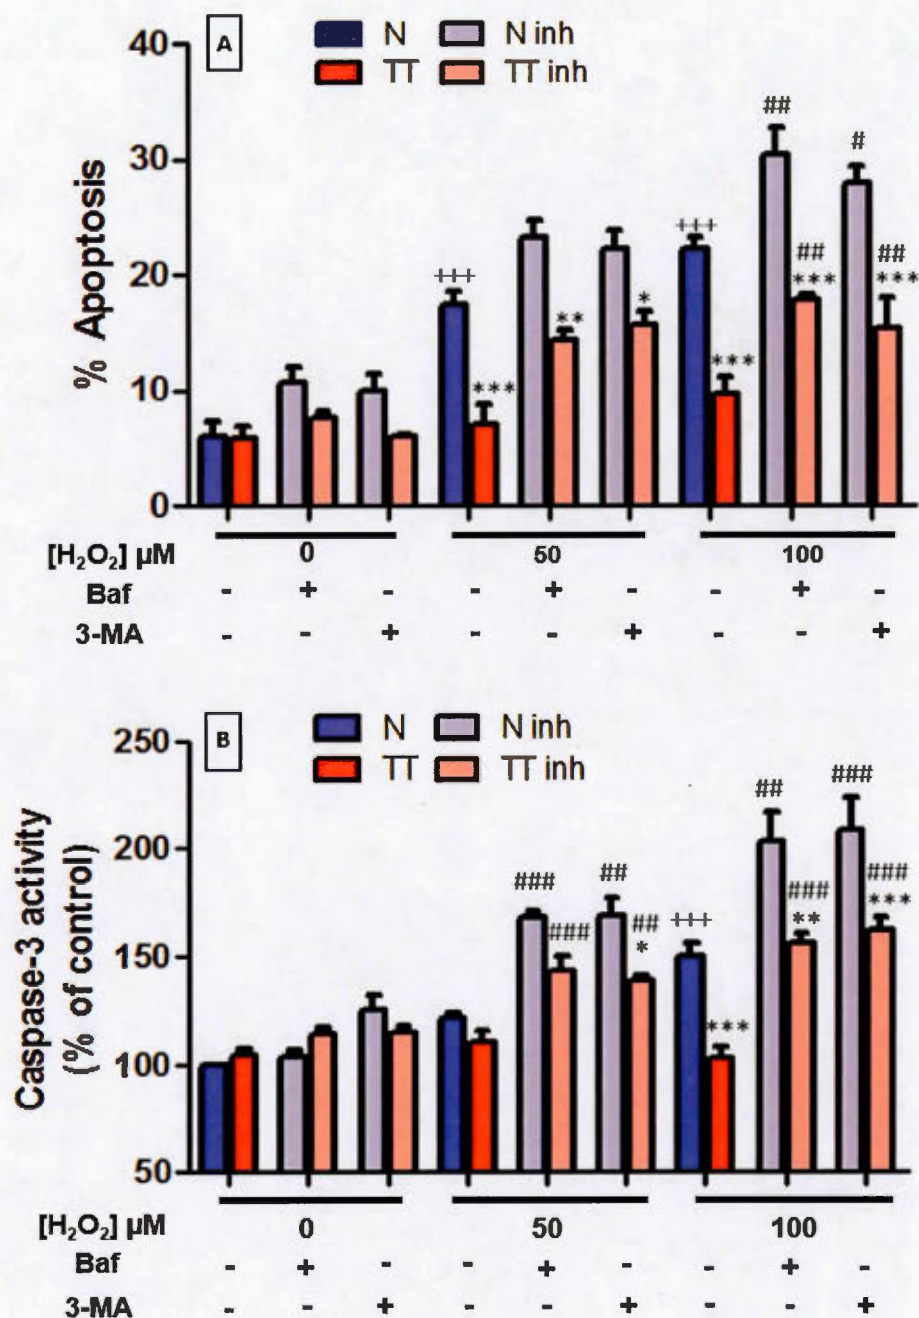 A
N N inh
TT TT inh
40
30
20
10
0
% Apoptosis
##
#
+++
##
##
***
***
+++
**
*
***
***
[H₂O₂] µM 0 50 100
Baf - + - - + - - + -
3-MA - - + - - + - - +
B
N N inh
TT TT inh
250
200
150
100
50
Caspase-3 activity
(% of control)
##
###
###
##
###
**
###
***
###
##
*
+++
***
[H₂O₂] µM 0 50 100
Baf - + - - + - - + -
3-MA - - + - - + - - +